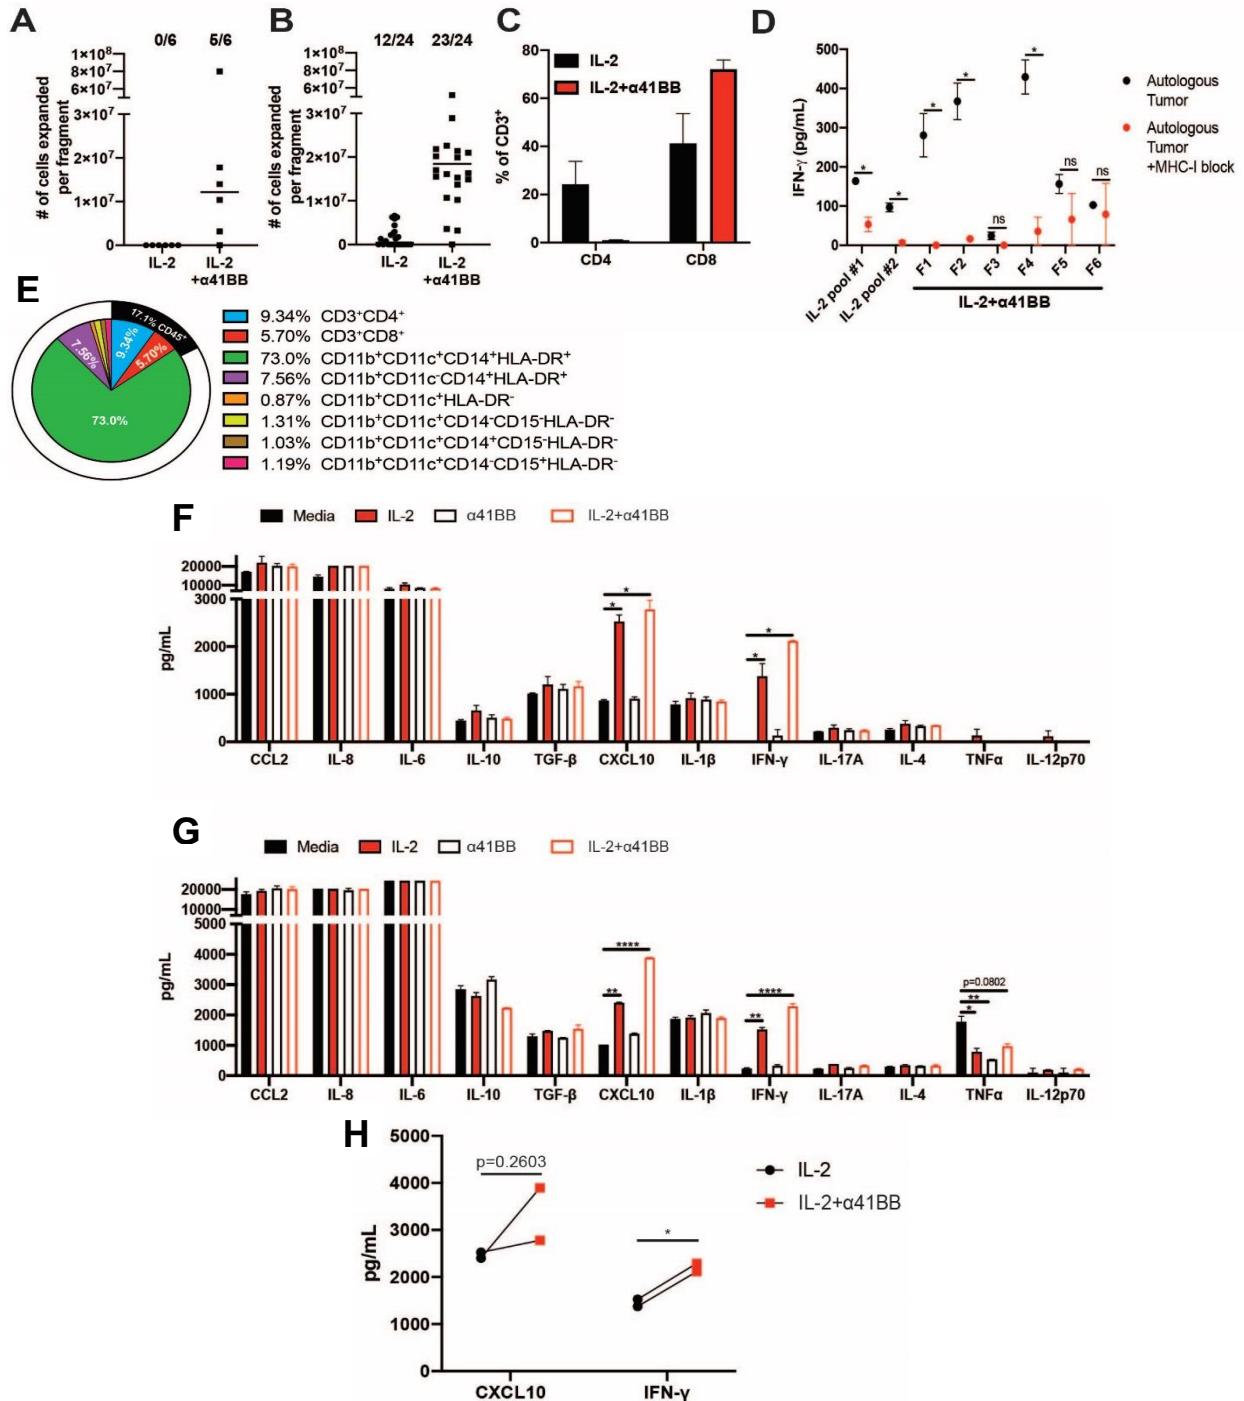 A
0/6 5/6
# of cells expanded
per fragment
1×10⁸
8×10⁷
6×10⁷
3×10⁷
2×10⁷
1×10⁷
0
IL-2 IL-2
+α41BB
B
12/24 23/24
# of cells expanded
per fragment
1×10⁸
8×10⁷
6×10⁷
3×10⁷
2×10⁷
1×10⁷
0
IL-2 IL-2
+α41BB
C
% of CD3⁺
80
60
40
20
0
IL-2
IL-2+α41BB
CD4 CD8
D
IFN-γ (pg/mL)
500
400
300
200
100
0
* * * * ns * ns ns
IL-2 pool #1 IL-2 pool #2 F1 F2 F3 F4 F5 F6
IL-2+α41BB
Autologous
Tumor
Autologous
Tumor
+MHC-I block
E
17.1% CD45⁺
9.34%
5.70%
7.56%
73.0%
9.34% CD3⁺CD4⁺
5.70% CD3⁺CD8⁺
73.0% CD11b⁺CD11c⁺CD14⁺HLA-DR⁺
7.56% CD11b⁺CD11c⁻CD14⁺HLA-DR⁺
0.87% CD11b⁺CD11c⁺HLA-DR⁻
1.31% CD11b⁺CD11c⁺CD14⁻CD15⁻HLA-DR⁻
1.03% CD11b⁺CD11c⁺CD14⁺CD15⁻HLA-DR⁻
1.19% CD11b⁺CD11c⁺CD14⁻CD15⁺HLA-DR⁻
F
Media IL-2 α41BB IL-2+α41BB
pg/mL
20000
10000
3000
2000
1000
0
* * * *
CCL2 IL-8 IL-6 IL-10 TGF-β CXCL10 IL-1β IFN-γ IL-17A IL-4 TNFα IL-12p70
G
Media IL-2 α41BB IL-2+α41BB
pg/mL
20000
10000
5000
4000
3000
2000
1000
0
**** ** **** ** p=0.0802 ** *
CCL2 IL-8 IL-6 IL-10 TGF-β CXCL10 IL-1β IFN-γ IL-17A IL-4 TNFα IL-12p70
H
pg/mL
5000
4000
3000
2000
1000
0
p=0.2603 *
IL-2
IL-2+α41BB
CXCL10 IFN-γ